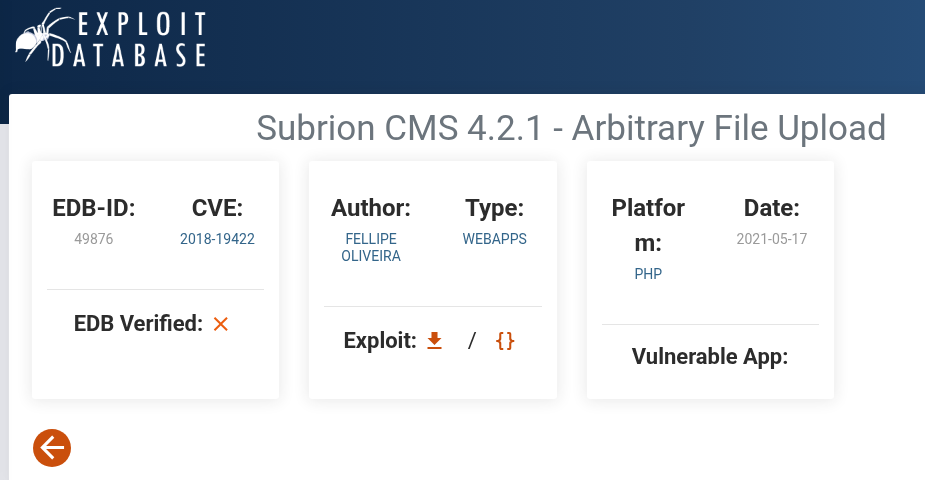 EXPLOIT
DATABASE
Subrion CMS 4.2.1 - Arbitrary File Upload
EDB-ID:
49876
CVE:
2018-19422
EDB Verified:
Author:
FELLIPE
OLIVEIRA
Type:
WEBAPPS
Exploit: / {}
Platfor
m:
PHP
Date:
2021-05-17
Vulnerable App: